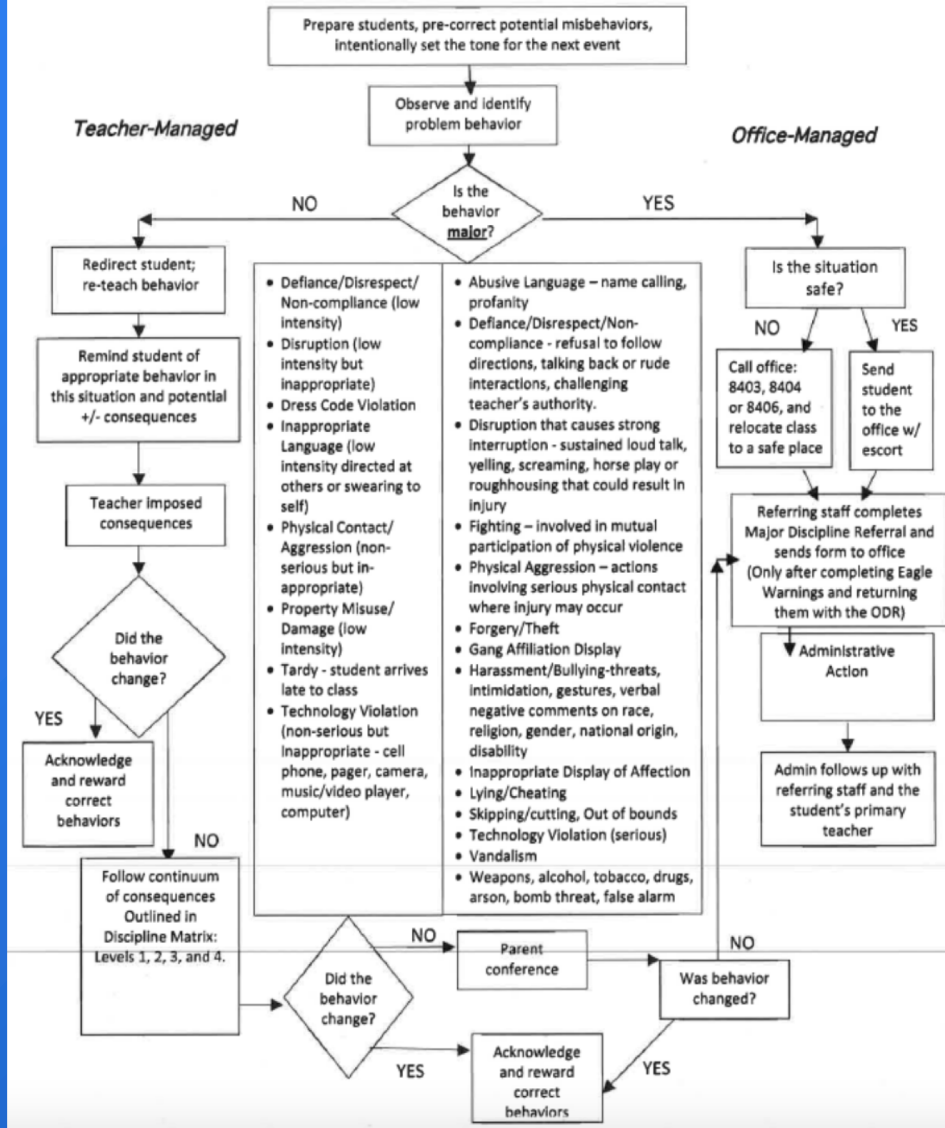 Prepare students, pre-correct potential misbehaviors,
intentionally set the tone for the next event
Observe and identify
problem behavior
Teacher-Managed
Office-Managed
Is the
behavior
major?
NO
YES
Redirect student;
re-teach behavior
Remind student of
appropriate behavior in
this situation and potential
+/- consequences
Teacher imposed
consequences
Did the
behavior
change?
YES
Acknowledge
and reward
correct
behaviors
NO
Follow continuum
of consequences
Outlined in
Discipline Matrix:
Levels 1, 2, 3, and 4.
• Defiance/Disrespect/
Non-compliance (low
intensity)
• Disruption (low
intensity but
inappropriate)
• Dress Code Violation
• Inappropriate
Language (low
intensity directed at
others or swearing to
self)
• Physical Contact/
Aggression (non-
serious but in-
appropriate)
• Property Misuse/
Damage (low
intensity)
• Tardy - student arrives
late to class
• Technology Violation
(non-serious but
Inappropriate - cell
phone, pager, camera,
music/video player,
computer)
• Abusive Language – name calling,
profanity
• Defiance/Disrespect/Non-
compliance - refusal to follow
directions, talking back or rude
interactions, challenging
teacher's authority.
• Disruption that causes strong
interruption - sustained loud talk,
yelling, screaming, horse play or
roughhousing that could result in
injury
• Fighting – involved in mutual
participation of physical violence
• Physical Aggression – actions
involving serious physical contact
where injury may occur
• Forgery/Theft
• Gang Affiliation Display
• Harassment/Bullying-threats,
intimidation, gestures, verbal
negative comments on race,
religion, gender, national origin,
disability
• Inappropriate Display of Affection
• Lying/Cheating
• Skipping/cutting, Out of bounds
• Technology Violation (serious)
• Vandalism
• Weapons, alcohol, tobacco, drugs,
arson, bomb threat, false alarm
Is the situation
safe?
NO
YES
Call office:
8403, 8404
or 8406, and
relocate class
to a safe place
Send
student
to the
office w/
escort
Referring staff completes
Major Discipline Referral and
sends form to office
(Only after completing Eagle
Warnings and returning
them with the ODR)
Administrative
Action
Admin follows up with
referring staff and the
student's primary
teacher
Did the
behavior
change?
NO
Parent
conference
Was behavior
changed?
NO
YES
YES
Acknowledge
and reward
correct
behaviors